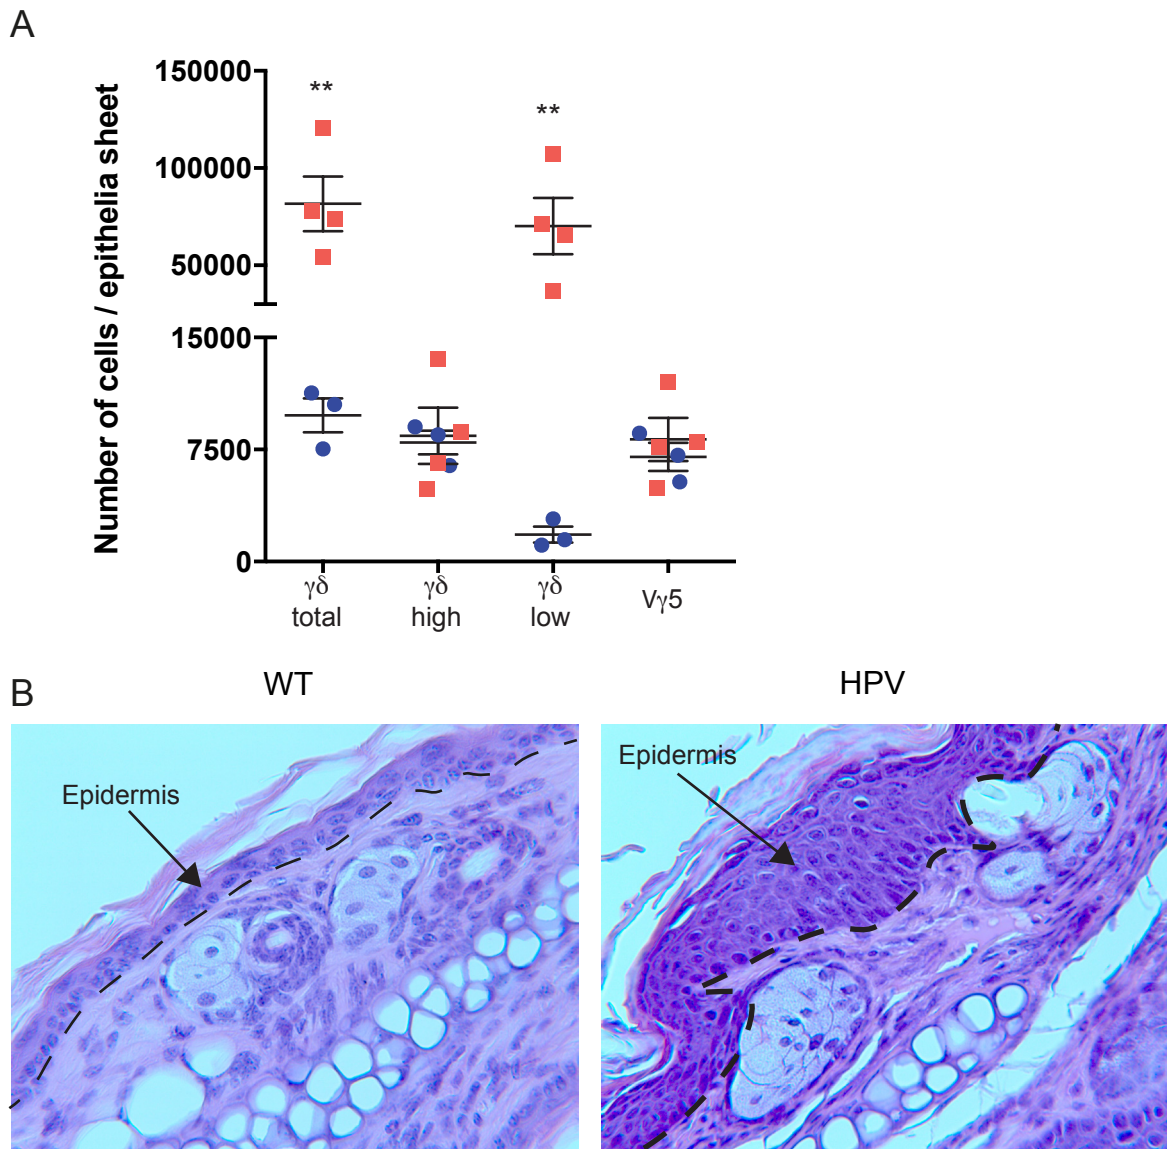 A
Number of cells / epithelia sheet
150000
**
**
100000
50000
15000
7500
0
γδ
total
γδ
high
γδ
low
Vγ5
B
WT
HPV
Epidermis
Epidermis